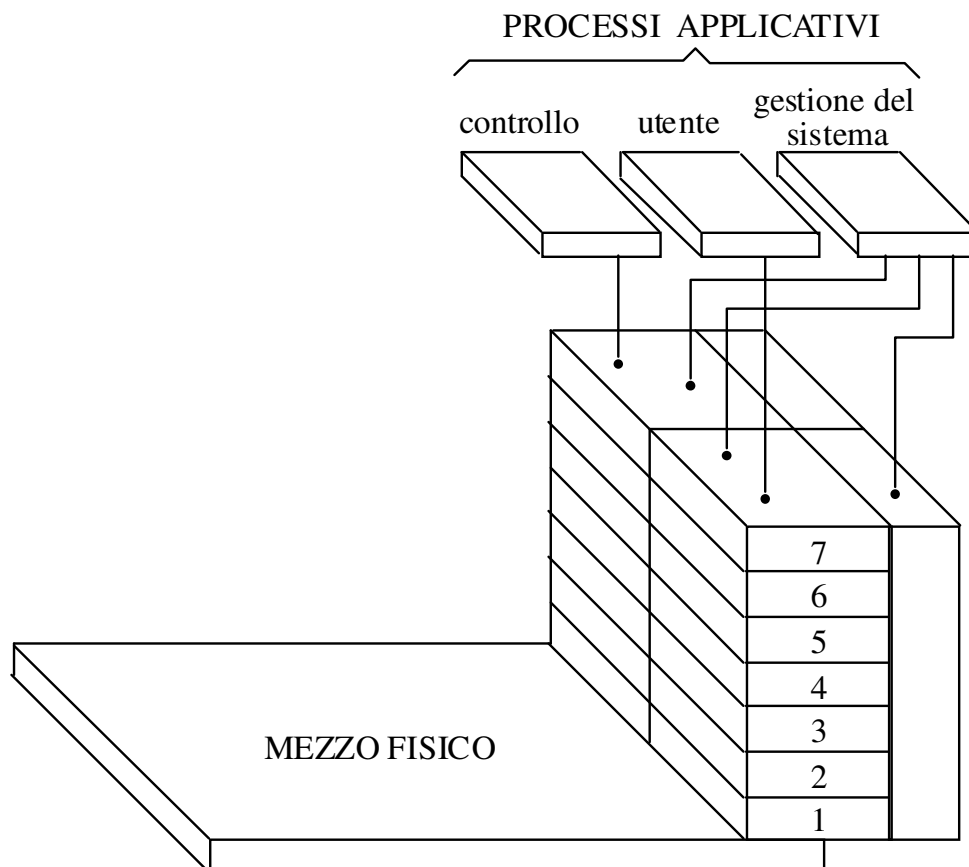 PROCESSI APPLICATIVI
controllo
utente
gestione del
sistema
7
6
5
4
3
2
1
MEZZO FISICO